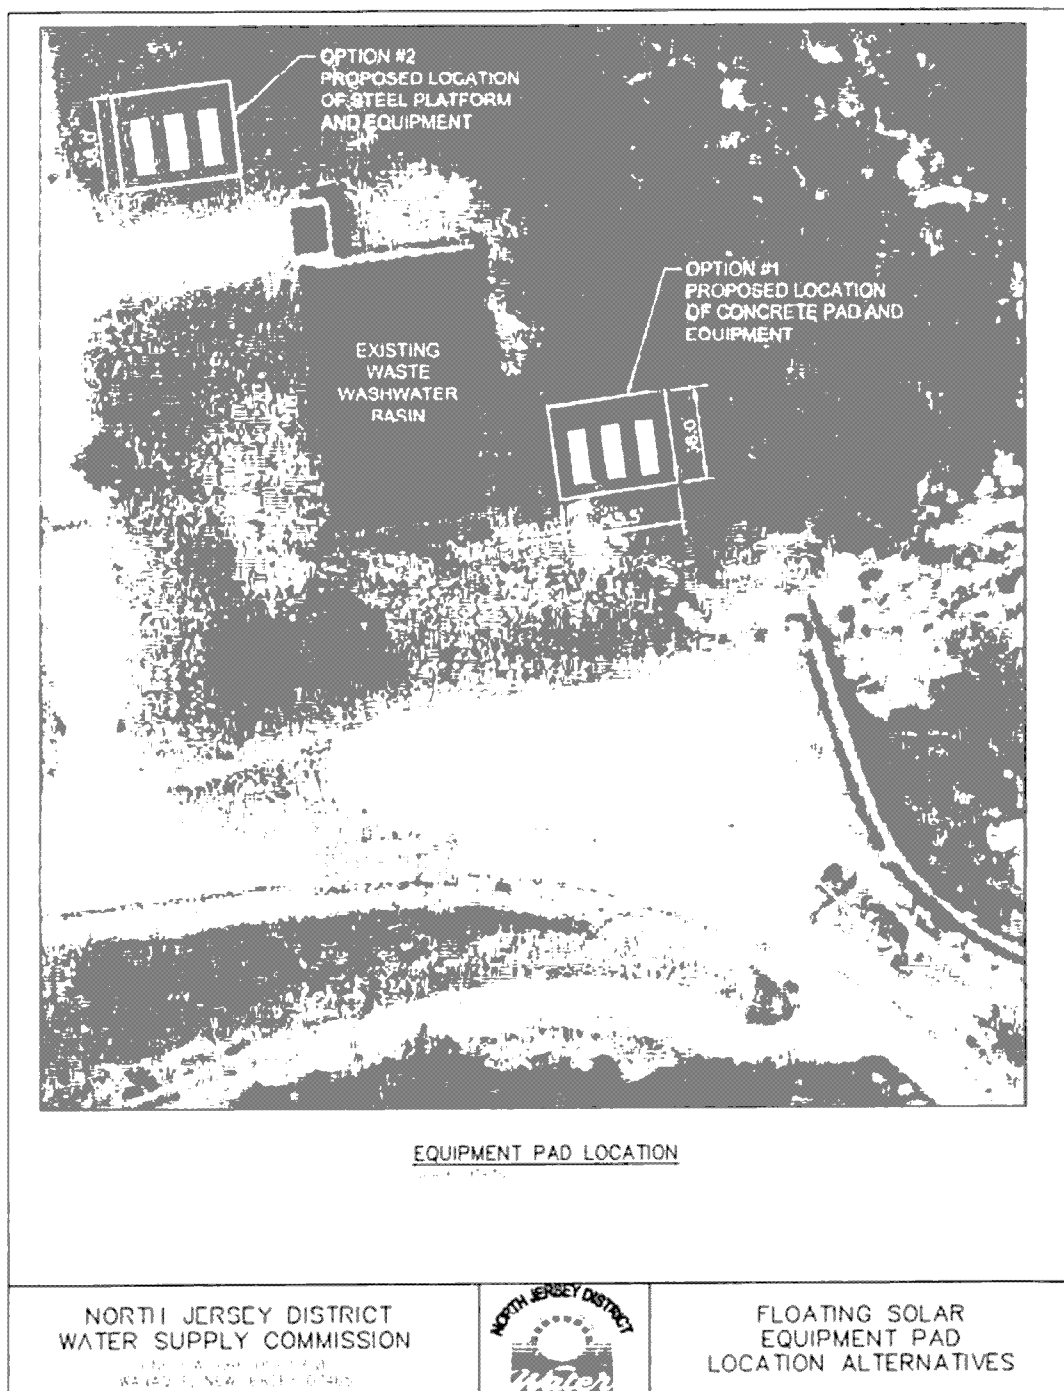 OPTION #2
PROPOSED LOCATION
OF STEEL PLATFORM
AND EQUIPMENT
OPTION #1
PROPOSED LOCATION
OF CONCRETE PAD AND
EQUIPMENT
EXISTING
WASTE
WASHWATER
BASIN
EQUIPMENT PAD LOCATION
NORTH JERSEY DISTRICT
WATER SUPPLY COMMISSION
NORTH JERSEY DISTRICT
Water
FLOATING SOLAR
EQUIPMENT PAD
LOCATION ALTERNATIVES